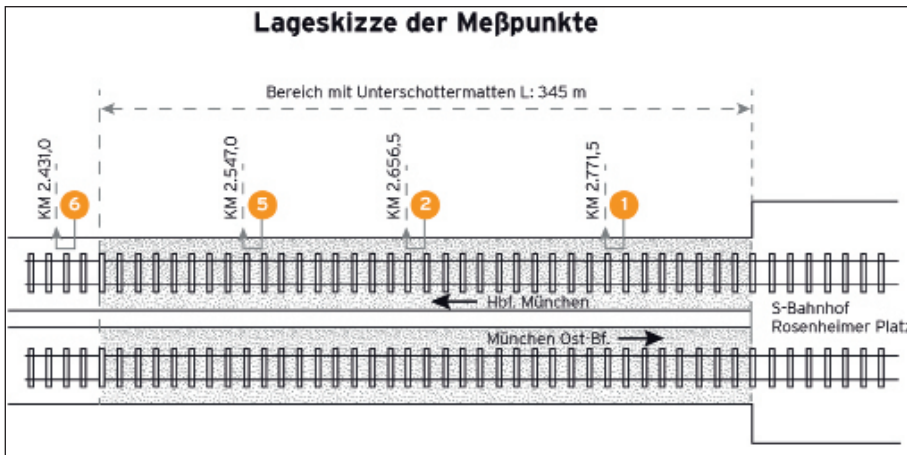 Lageskizze der Meßpunkte
Bereich mit Unterschottermatten L: 345 m
KM 2.431,0
6
KM 2.547,0
5
KM 2.656,5
2
KM 2.771,5
1
Hbf. München
S-Bahnhof
Rosenheimer Platz
München Ost-Bf.